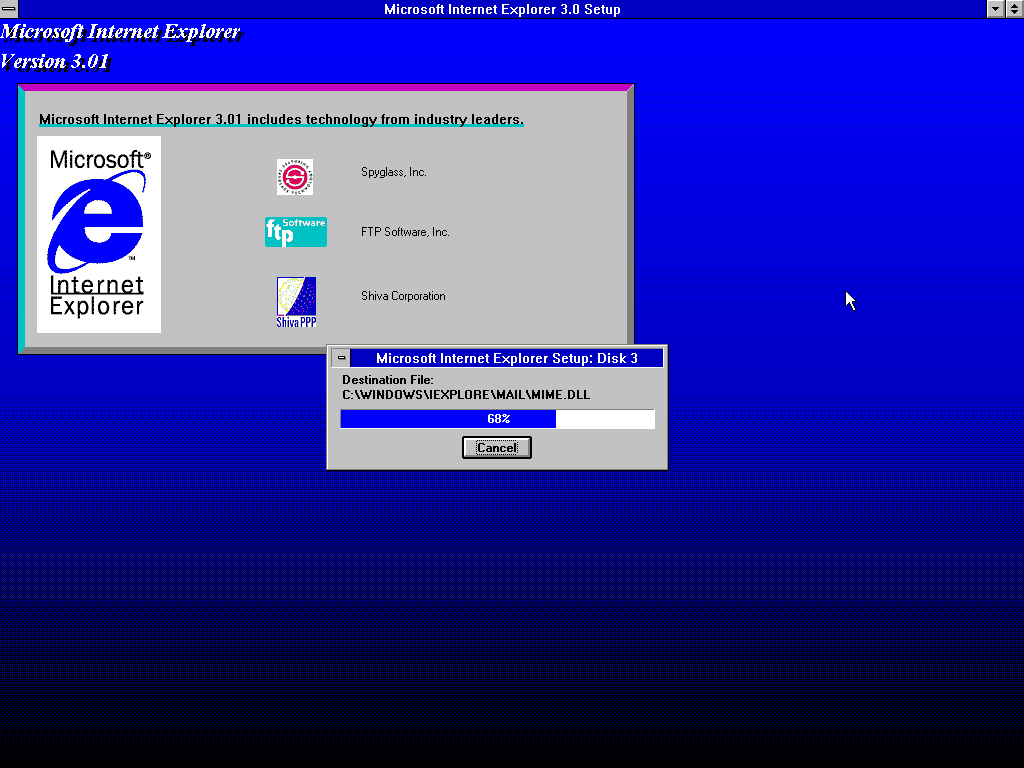 Microsoft Internet Explorer 3.0 Setup
Microsoft Internet Explorer
Version 3.01
Microsoft Internet Explorer 3.01 includes technology from industry leaders.
Microsoft®
Internet
Explorer
™
Spyglass, Inc.
Software
ftp
FTP Software, Inc.
Shiva PPP
Shiva Corporation
Microsoft Internet Explorer Setup: Disk 3
Destination File:
C:\WINDOWS\IEXPLORE\MAIL\MIME.DLL
68%
Cancel